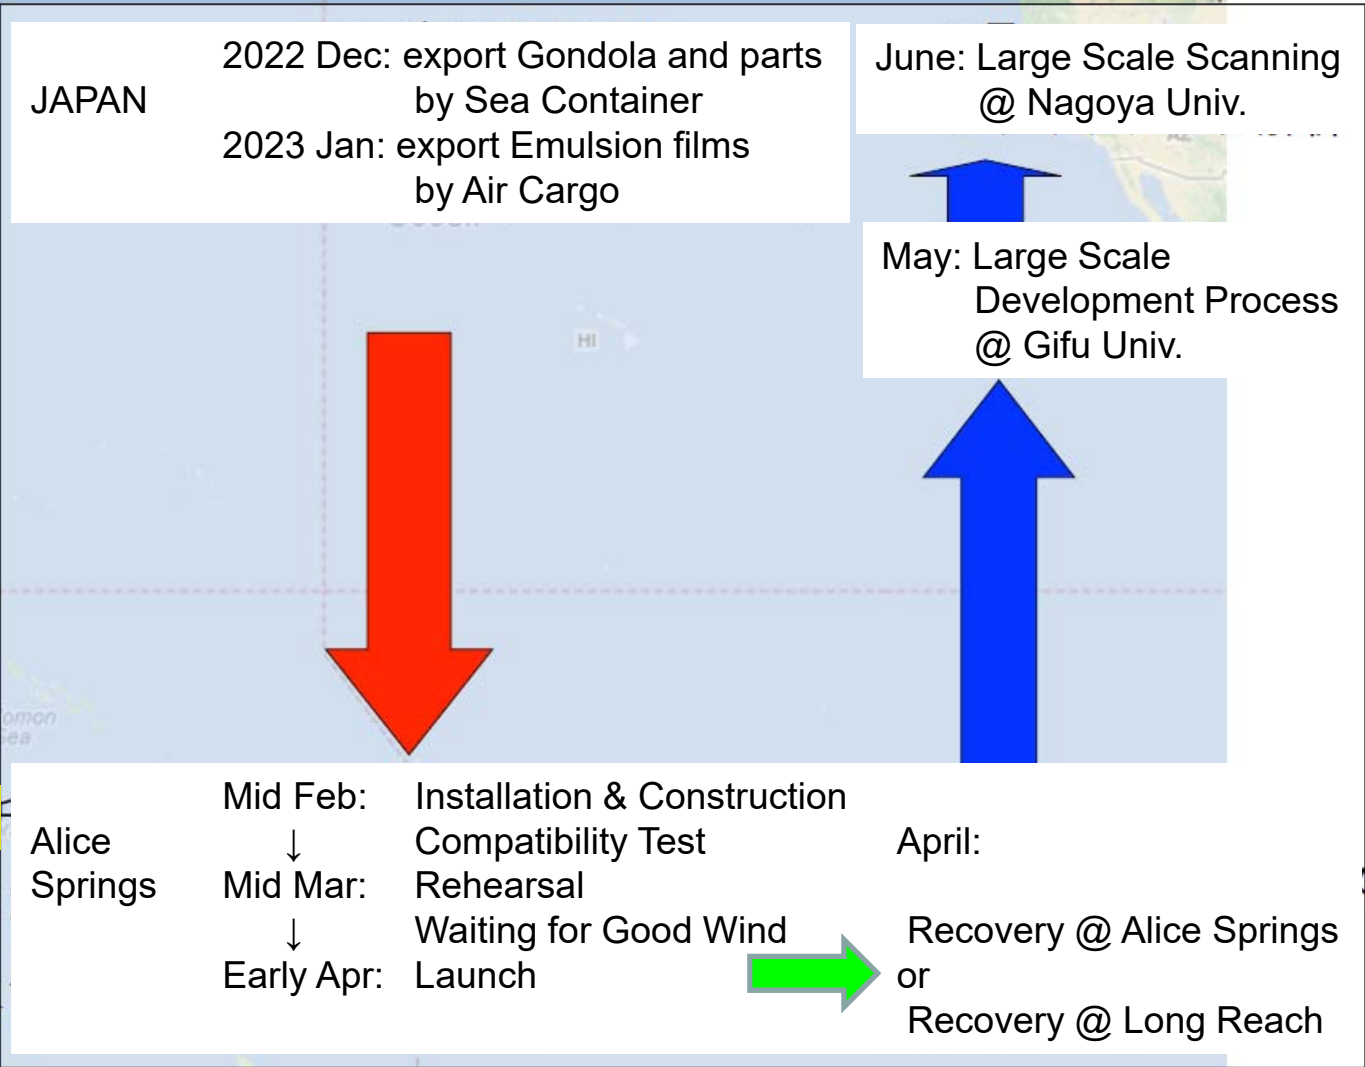 JAPAN
2022 Dec: export Gondola and parts
by Sea Container
2023 Jan: export Emulsion films
by Air Cargo
June: Large Scale Scanning
@ Nagoya Univ.
AZ
May: Large Scale
Development Process
@ Gifu Univ.
HI
omon
Sea
Alice
Springs
Mid Feb: Installation & Construction
↓ Compatibility Test
Mid Mar: Rehearsal
↓ Waiting for Good Wind
Early Apr: Launch
April:
Recovery @ Alice Springs
or
Recovery @ Long Reach